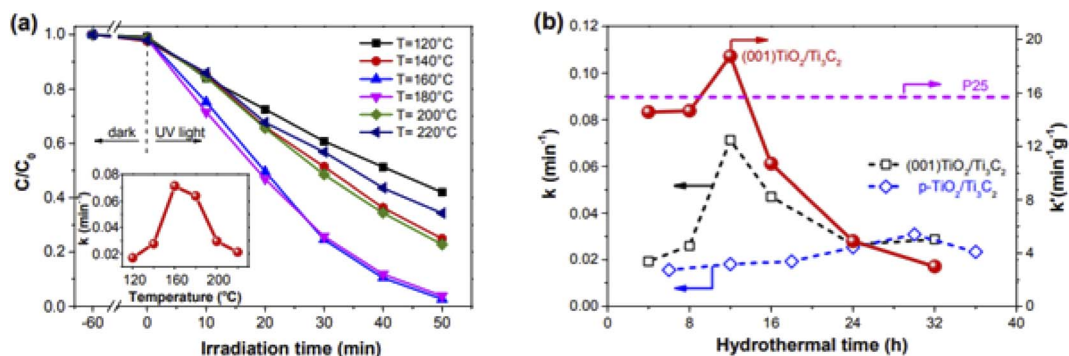 (a)
1.0
0.8
0.6
0.4
0.2
0.0
C/C₀
T=120°C
T=140°C
T=160°C
T=180°C
T= 200°C
T= 220°C
dark
UV light
k (min⁻¹)
0.08
0.06
0.04
0.02
0.00
120 160 200
Temperature (°C)
-60 0 10 20 30 40 50
Irradiation time (min)
(b)
0.12
0.10
0.08
0.06
0.04
0.02
0.00
k (min⁻¹)
(001)TiO₂/Ti₃C₂
P25
(001)TiO₂/Ti₃C₂
p-TiO₂/Ti₃C₂
20
16
12
8
4
0
k'(min⁻¹g⁻¹)
0 8 16 24 32 40
Hydrothermal time (h)